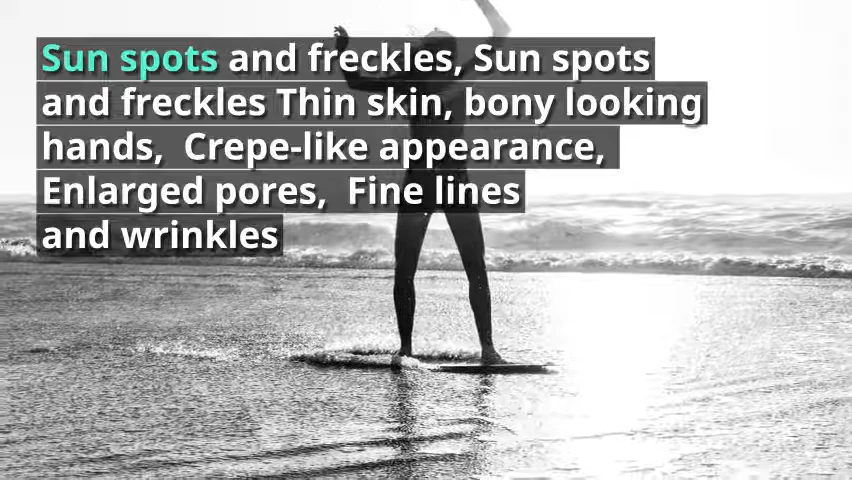 Sun spots and freckles, Sun spots
and freckles Thin skin, bony looking
hands,  Crepe-like appearance,
Enlarged pores,  Fine lines
and wrinkles